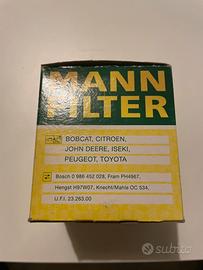 MANN
FILTER
BOBCAT, CITROEN,
JOHN DEERE, ISEKI,
PEUGEOT, TOYOTA
Bosch 0 986 452 028, Fram PH4967,
Hengst H97W07, Knecht/Mahle OC 534,
U.F.I. 23.263.00
subito